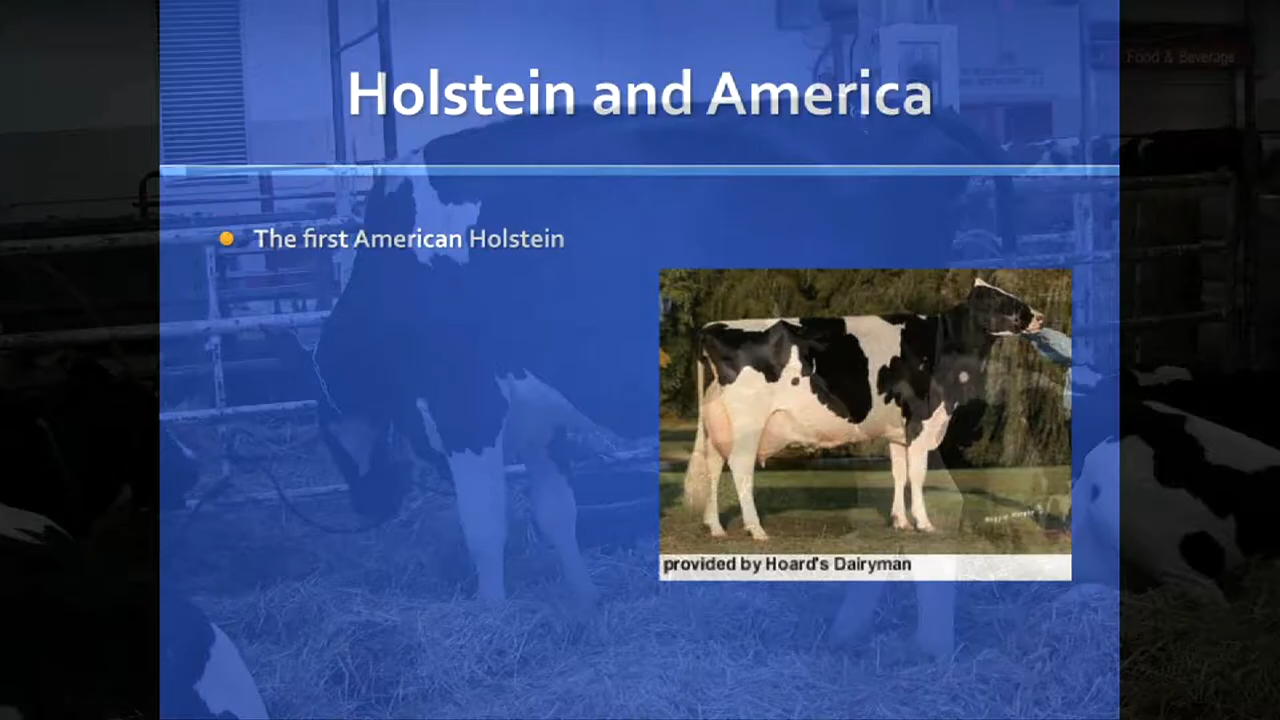 Food & Beverage
Holstein and America
The first American Holstein
provided by Hoard's Dairyman